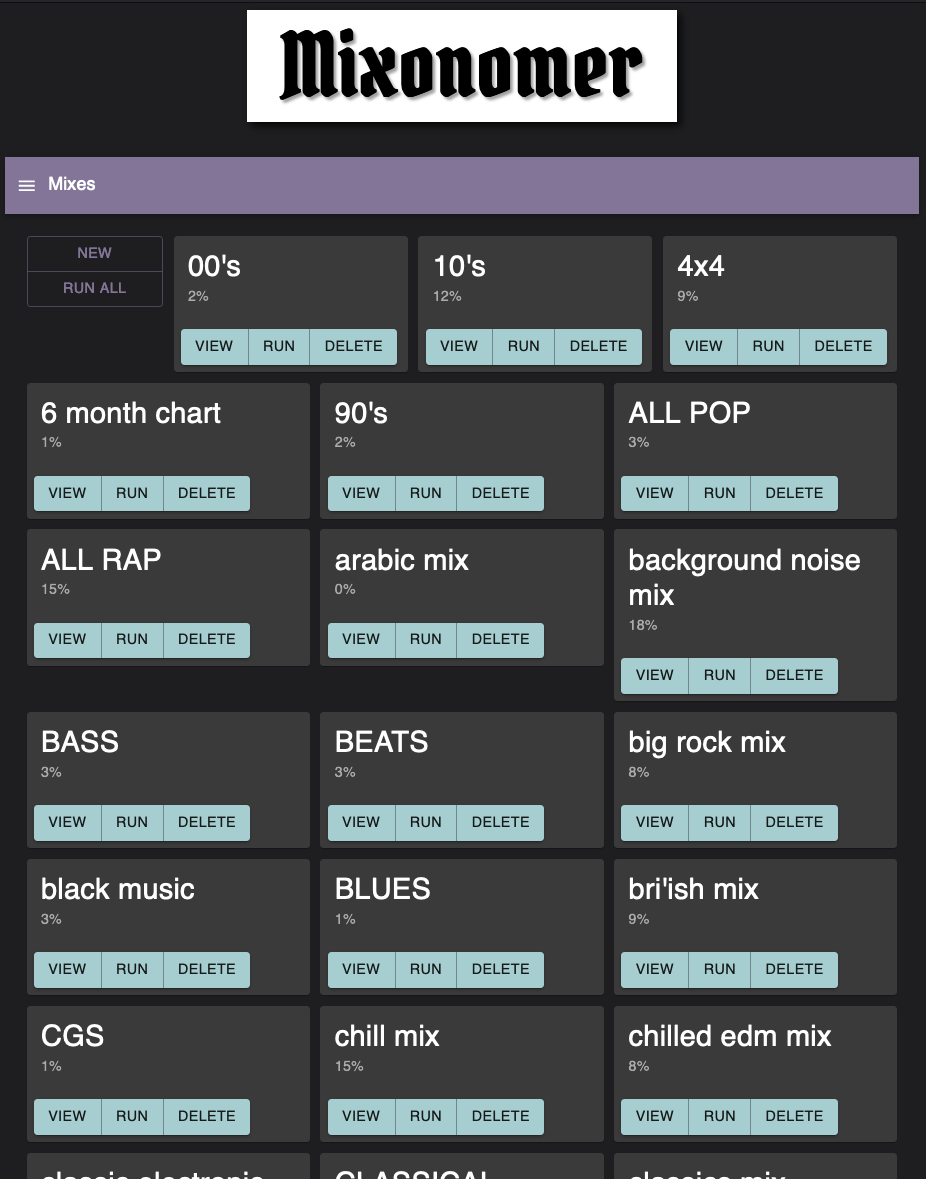 Mixonomer
Mixes
NEW
RUN ALL
00's
2%
VIEW RUN DELETE
10's
12%
VIEW RUN DELETE
4x4
9%
VIEW RUN DELETE
6 month chart
1%
VIEW RUN DELETE
90's
2%
VIEW RUN DELETE
ALL POP
3%
VIEW RUN DELETE
ALL RAP
15%
VIEW RUN DELETE
arabic mix
0%
VIEW RUN DELETE
background noise
mix
18%
VIEW RUN DELETE
BASS
3%
VIEW RUN DELETE
BEATS
3%
VIEW RUN DELETE
big rock mix
8%
VIEW RUN DELETE
black music
3%
VIEW RUN DELETE
BLUES
1%
VIEW RUN DELETE
bri'ish mix
9%
VIEW RUN DELETE
CGS
1%
VIEW RUN DELETE
chill mix
15%
VIEW RUN DELETE
chilled edm mix
8%
VIEW RUN DELETE
classic electronic
CLASSICAL
classics mix